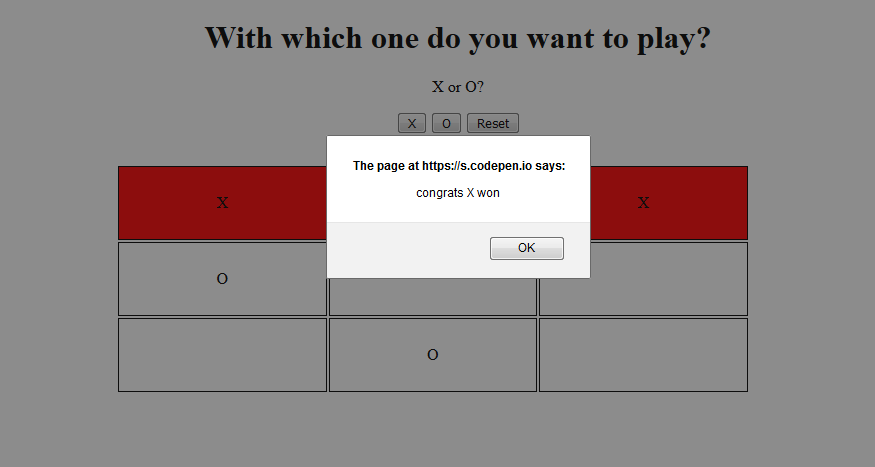 With which one do you want to play?
X or O?
X O Reset
The page at https://s.codepen.io says:
congrats X won
OK
X X
O
O